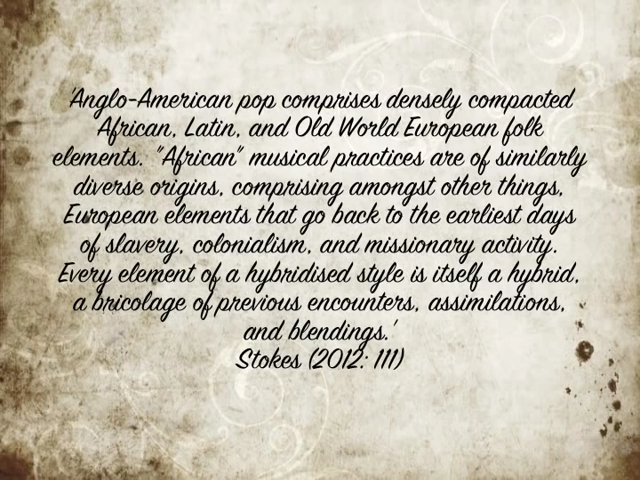 'Anglo-American pop comprises densely compacted
African, Latin, and Old World European folk
elements. "African" musical practices are of similarly
diverse origins, comprising amongst other things,
European elements that go back to the earliest days
of slavery, colonialism, and missionary activity.
Every element of a hybridised style is itself a hybrid,
a bricolage of previous encounters, assimilations,
and blendings.'
Stokes (2012: 111)